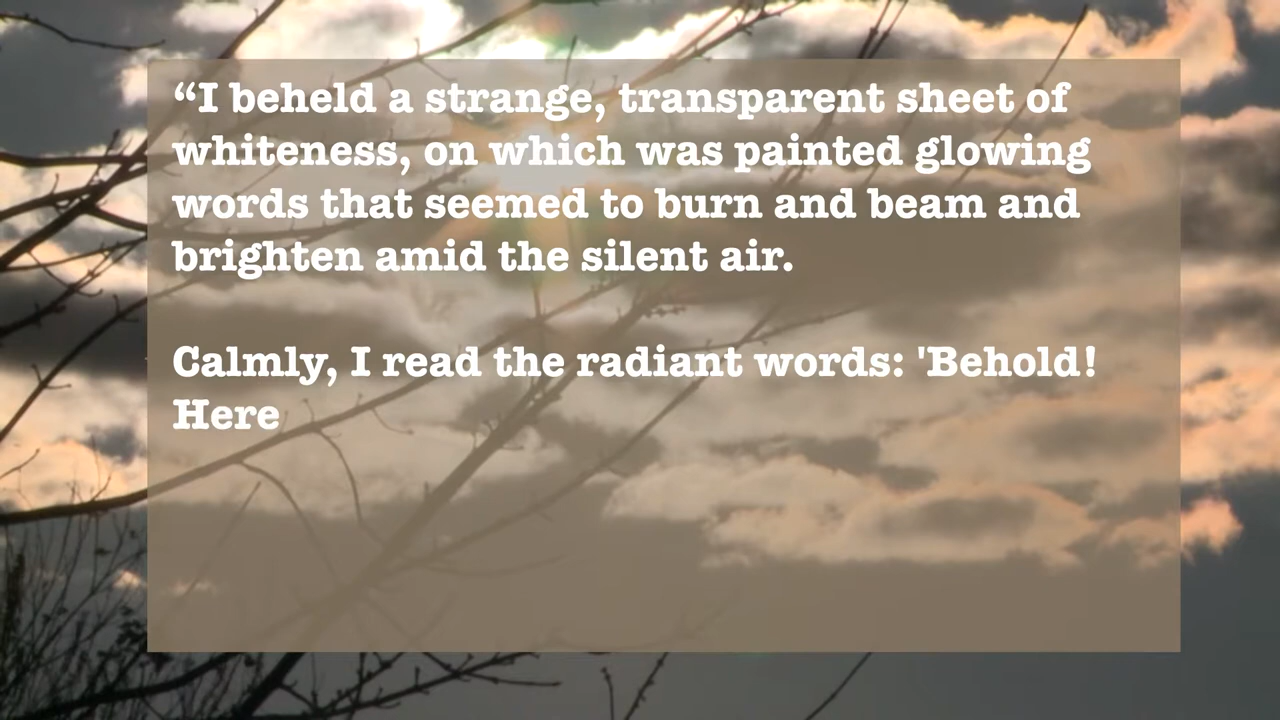 “I beheld a strange, transparent sheet of
whiteness, on which was painted glowing
words that seemed to burn and beam and
brighten amid the silent air.
Calmly, I read the radiant words: 'Behold!
Here